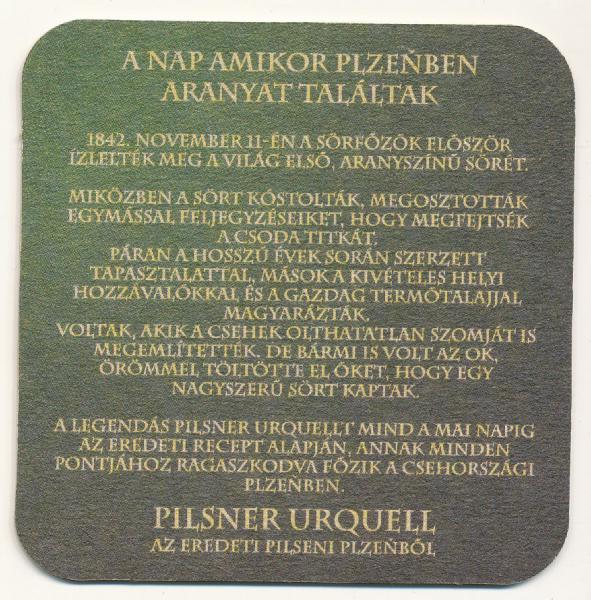 A NAP AMIKOR PLZEŇBEN
ARANYAT TALÁLTAK
1842. NOVEMBER 11-ÉN A SÖRFŐZŐK ELŐSZÖR
ÍZLELTÉK MEG A VILÁG ELSŐ, ARANYSZÍNŰ SÖRÉT.
MIKÖZBEN A SÖRT KÓSTOLTÁK, MEGOSZTOTTÁK
EGYMÁSSAL FELJEGYZÉSEIKET, HOGY MEGFEJTSÉK
A CSODA TITKÁT.
PÁRAN A HOSSZÚ ÉVEK SORÁN SZERZETT
TAPASZTALATTAL, MÁSOK A KIVÉTELES HELYI
HOZZÁVALÓKKAL ÉS A GAZDAG TERMŐTALAJJAL
MAGYARÁZTÁK.
VOLTAK, AKIK A CSEHEK OLTHATATLAN SZOMJÁT IS
MEGEMLÍTETTÉK. DE BÁRMI IS VOLT AZ OK,
ÖRÖMMEL TÖLTÖTTE EL ŐKET, HOGY EGY
NAGYSZERŰ SÖRT KAPTAK.
A LEGENDÁS PILSNER URQUELLT MIND A MAI NAPIG
AZ EREDETI RECEPT ALAPJÁN, ANNAK MINDEN
PONTJÁHOZ RAGASZKODVA FŐZIK A CSEHORSZÁGI
PLZEŇBEN.
PILSNER URQUELL
AZ EREDETI PILSENI PLZEŇBŐL